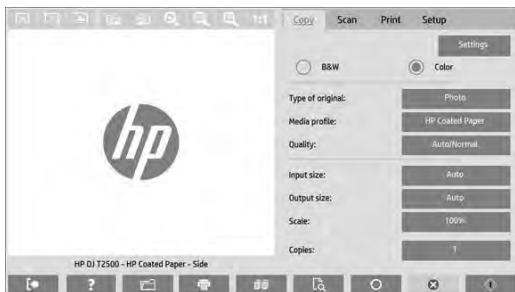 1:1
Copy Scan Print Setup
Settings
B&W Color
Type of original: Photo
Media profile: HP Coated Paper
Quality: Auto/Normal
Input size: Auto
Output size: Auto
Scale: 100%
Copies: 1
hp
HP DJ T2500 - HP Coated Paper - Side
?